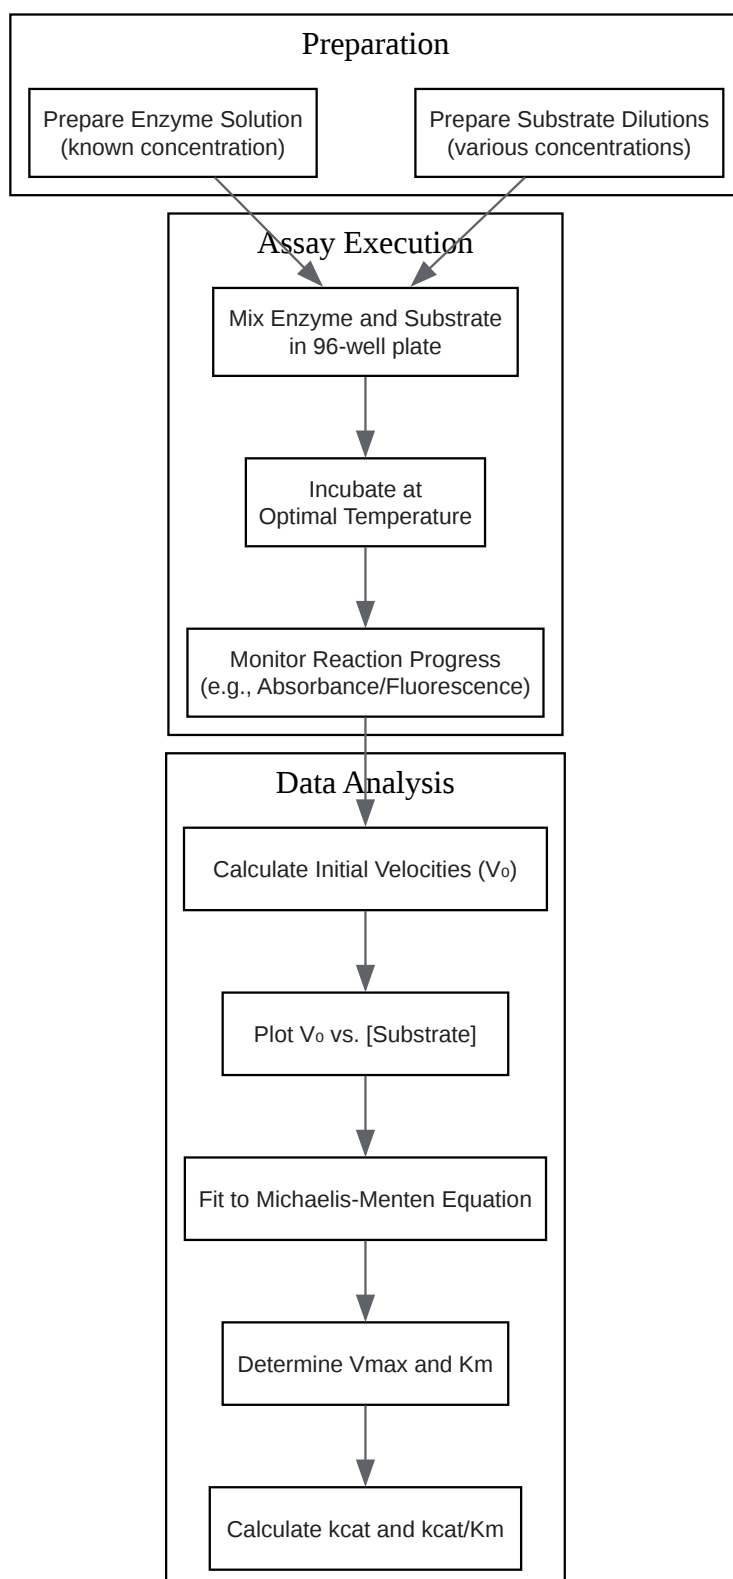 Preparation
Prepare Enzyme Solution
(known concentration)
Prepare Substrate Dilutions
(various concentrations)
Assay Execution
Mix Enzyme and Substrate
in 96-well plate
Incubate at
Optimal Temperature
Monitor Reaction Progress
(e.g., Absorbance/Fluorescence)
Data Analysis
Calculate Initial Velocities (V₀)
Plot V₀ vs. [Substrate]
Fit to Michaelis-Menten Equation
Determine Vmax and Km
Calculate kcat and kcat/Km